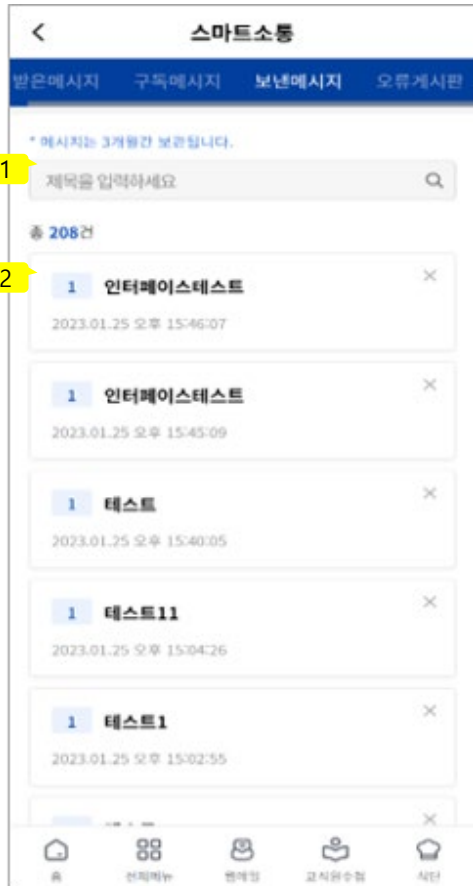 스마트소통
받은메시지 구독메시지 보낸메시지 오류게시판
* 메시지는 3개월간 보관됩니다.
1
제목을 입력하세요
총 208건
2
1 인터페이스테스트
2023.01.25 오후 15:46:07
1 인터페이스테스트
2023.01.25 오후 15:45:09
1 테스트
2023.01.25 오후 15:40:05
1 테스트11
2023.01.25 오후 15:04:26
1 테스트1
2023.01.25 오후 15:02:55
홈 전체메뉴 교직원수첩 식단